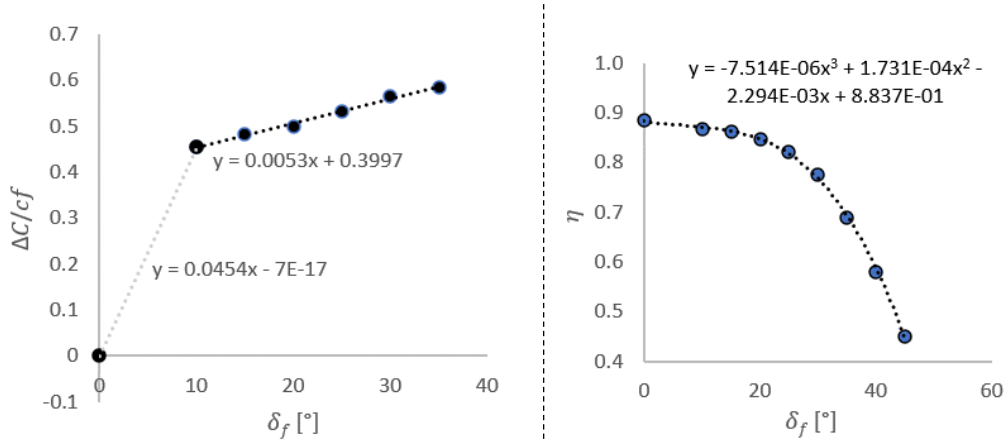 0.7
0.6
0.5
0.4
0.3
0.2
0.1
0
-0.1
ΔC/cf
y = 0.0053x + 0.3997
y = 0.0454x - 7E-17
0 10 20 30 40
δf [°]
1.0
0.9
0.8
0.7
0.6
0.5
0.4
η
y = -7.514E-06x³ + 1.731E-04x² -
2.294E-03x + 8.837E-01
0 20 40 60
δf [°]